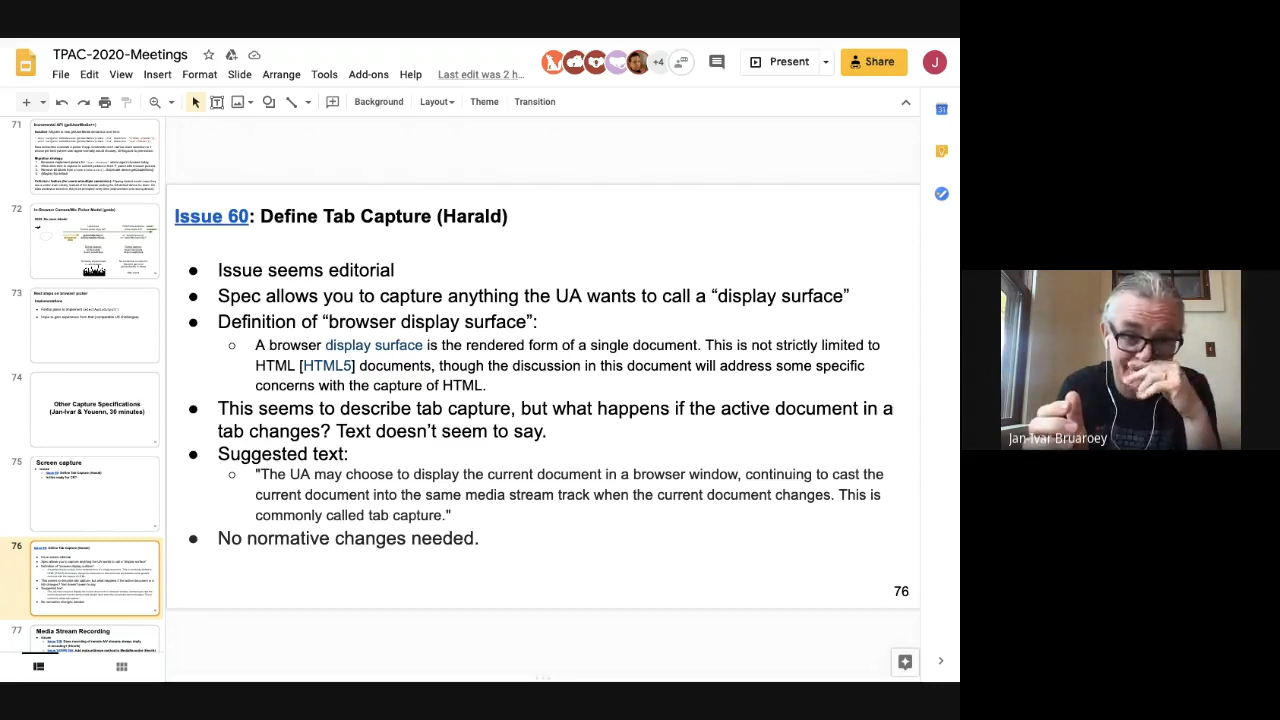 TPAC-2020-Meetings
File Edit View Insert Format Slide Arrange Tools Add-ons Help Last edit was 2 h...
+4
Present
Share
J
Background Layout Theme Transition
31
71
72
73
74
Other Capture Specifications
(Jan-Ivar & Youenn, 30 minutes)
75
Screen capture
76
77
Media Stream Recording
Issue 60: Define Tab Capture (Harald)
● Issue seems editorial
● Spec allows you to capture anything the UA wants to call a “display surface”
● Definition of “browser display surface”:
○ A browser display surface is the rendered form of a single document. This is not strictly limited to
HTML [HTML5] documents, though the discussion in this document will address some specific
concerns with the capture of HTML.
● This seems to describe tab capture, but what happens if the active document in a
tab changes? Text doesn’t seem to say.
● Suggested text:
○ "The UA may choose to display the current document in a browser window, continuing to cast the
current document into the same media stream track when the current document changes. This is
commonly called tab capture."
● No normative changes needed.
76
Jan-Ivar Bruaroey